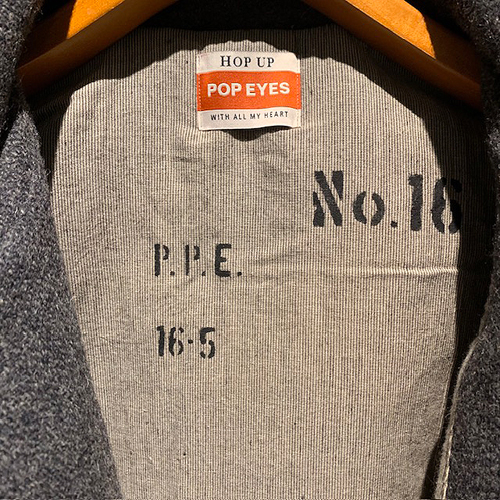 HOP UP
POP EYES
WITH ALL MY HEART
No.16
P.P.E.
16-5